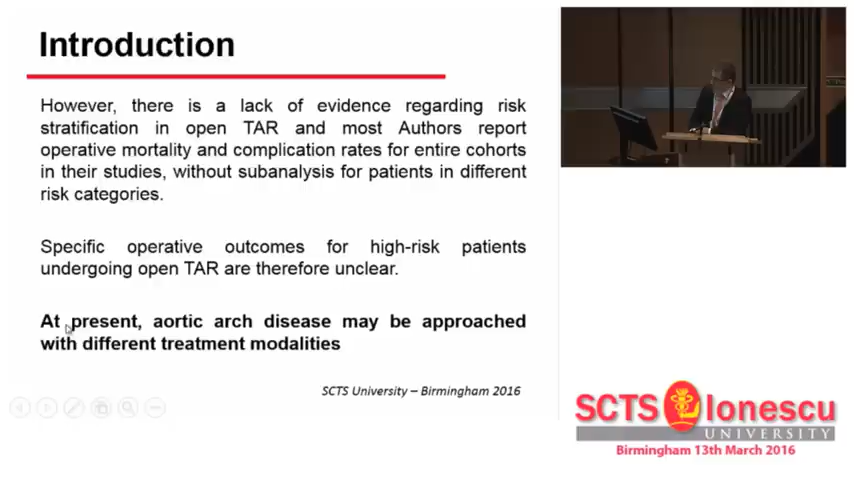 Introduction
However, there is a lack of evidence regarding risk
stratification in open TAR and most Authors report
operative mortality and complication rates for entire cohorts
in their studies, without subanalysis for patients in different
risk categories.
Specific operative outcomes for high-risk patients
undergoing open TAR are therefore unclear.
At present, aortic arch disease may be approached
with different treatment modalities
SCTS University – Birmingham 2016
SCTS Ionescu
UNIVERSITY
Birmingham 13th March 2016